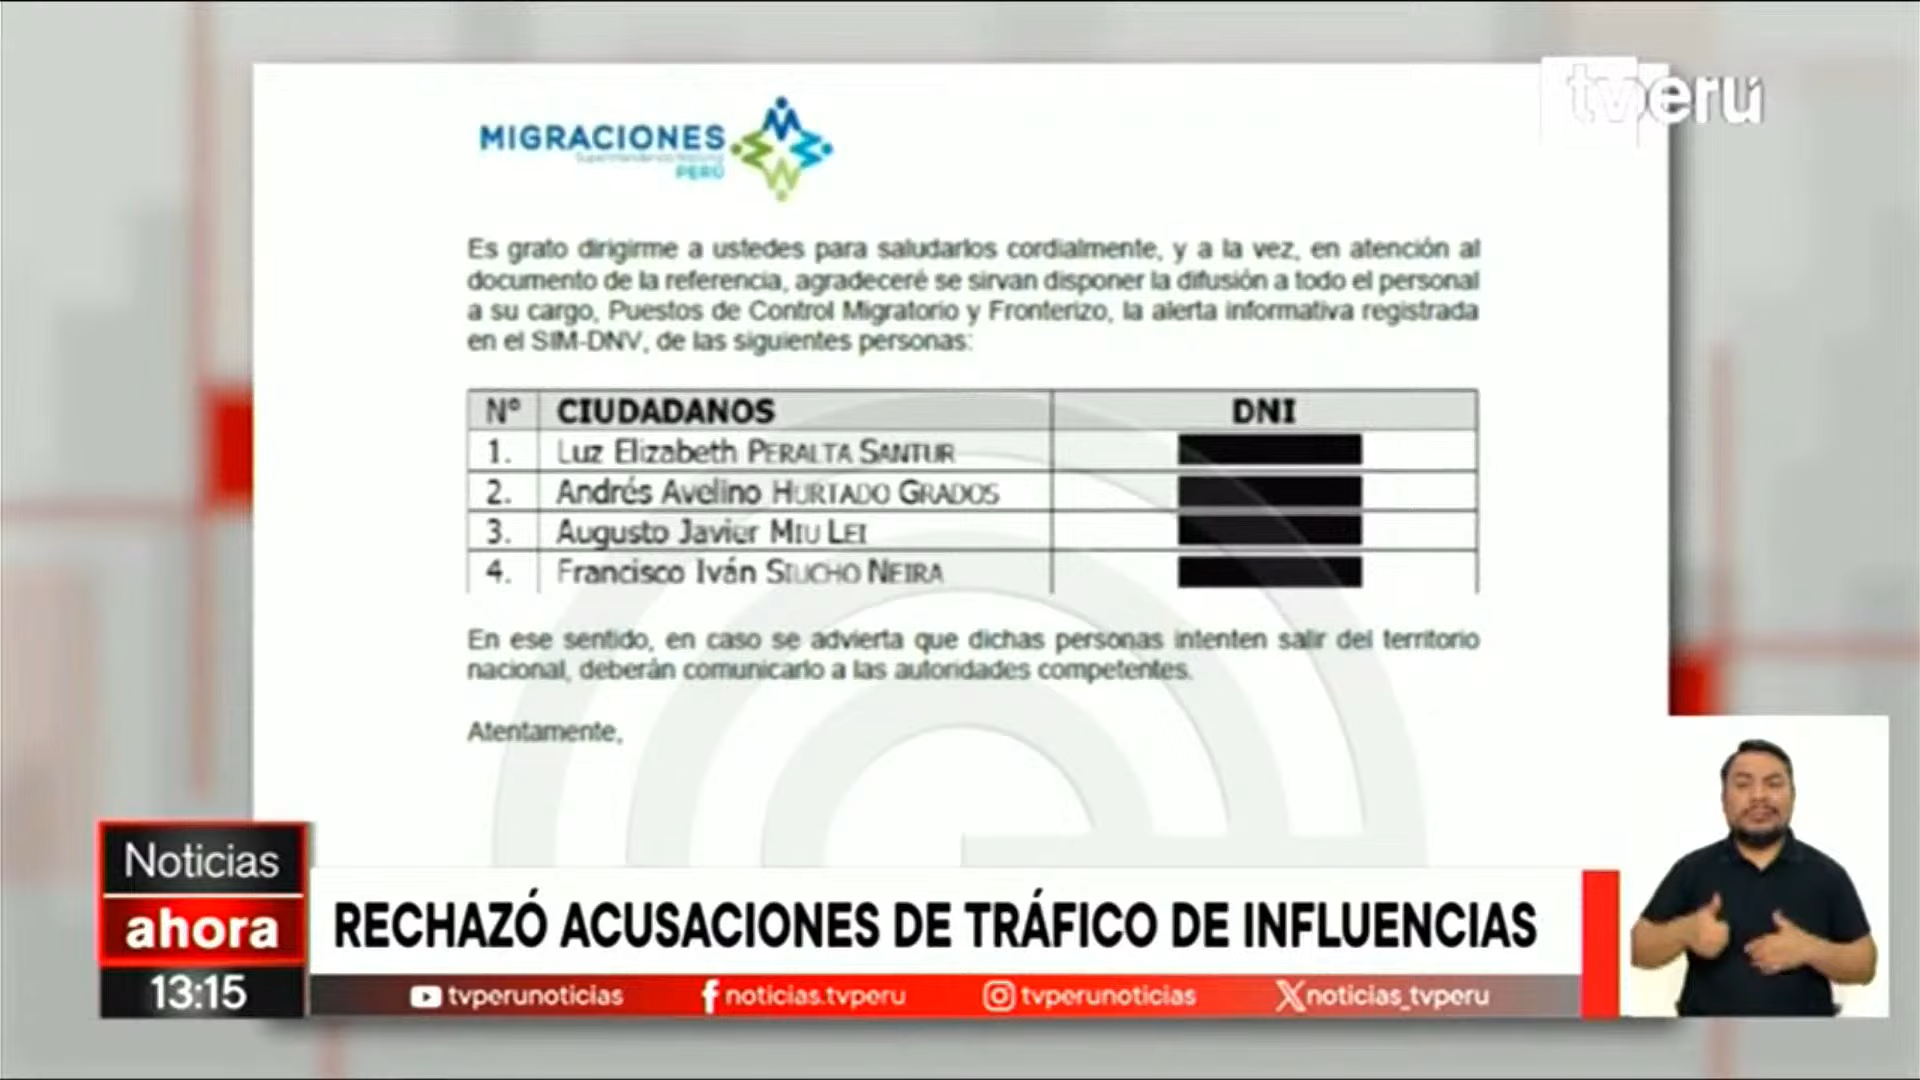 tvperú
MIGRACIONES
Superintendencia Nacional
PERÚ
Es grato dirigirme a ustedes para saludarlos cordialmente, y a la vez, en atención al
documento de la referencia, agradeceré se sirvan disponer la difusión a todo el personal
a su cargo, Puestos de Control Migratorio y Fronterizo, la alerta informativa registrada
en el SIM-DNV, de las siguientes personas:
Nº CIUDADANOS DNI
1. Luz Elizabeth PERALTA SANTUR
2. Andrés Avelino HURTADO GRADOS
3. Augusto Javier MIU LEI
4. Francisco Iván SIUCHO NEIRA
En ese sentido, en caso se advierta que dichas personas intenten salir del territorio
nacional, deberán comunicarlo a las autoridades competentes.
Atentamente,
Noticias
ahora
13:15
RECHAZÓ ACUSACIONES DE TRÁFICO DE INFLUENCIAS
tvperunoticias noticias.tvperu tvperunoticias noticias_tvperu